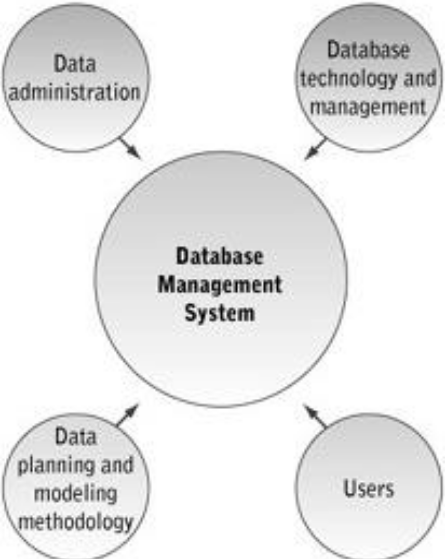 Data
administration
Database
technology and
management
Database
Management
System
Data
planning and
modeling
methodology
Users